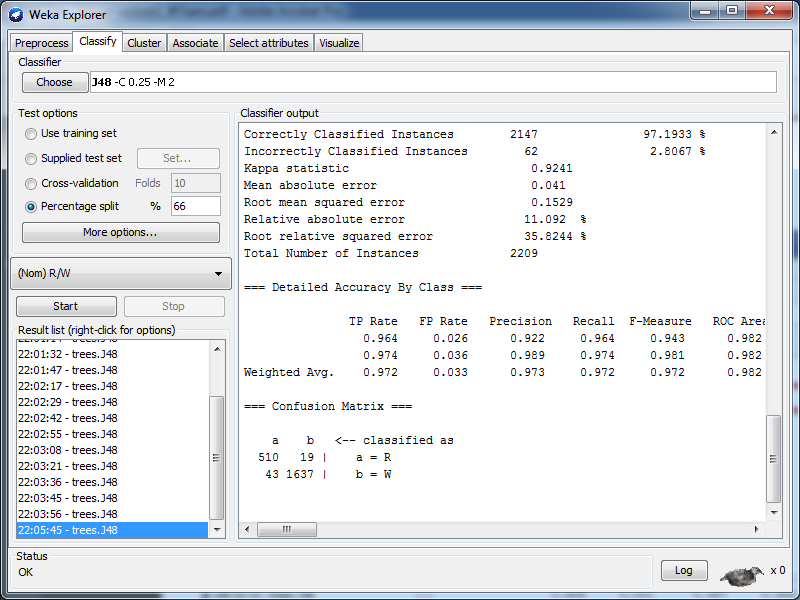 Weka Explorer
Preprocess Classify Cluster Associate Select attributes Visualize
Classifier
Choose J48 -C 0.25 -M 2
Test options
Use training set
Supplied test set Set...
Cross-validation Folds 10
Percentage split % 66
More options...
(Nom) R/W
Start Stop
Result list (right-click for options)
22:01:32 - trees.J48
22:01:47 - trees.J48
22:02:17 - trees.J48
22:02:29 - trees.J48
22:02:42 - trees.J48
22:02:55 - trees.J48
22:03:08 - trees.J48
22:03:21 - trees.J48
22:03:36 - trees.J48
22:03:45 - trees.J48
22:03:56 - trees.J48
22:05:45 - trees.J48
Classifier output
Correctly Classified Instances 2147 97.1933 %
Incorrectly Classified Instances 62 2.8067 %
Kappa statistic 0.9241
Mean absolute error 0.041
Root mean squared error 0.1529
Relative absolute error 11.092 %
Root relative squared error 35.8244 %
Total Number of Instances 2209
=== Detailed Accuracy By Class ===
TP Rate FP Rate Precision Recall F-Measure ROC Area
0.964 0.026 0.922 0.964 0.943 0.982
0.974 0.036 0.989 0.974 0.981 0.982
Weighted Avg. 0.972 0.033 0.973 0.972 0.972 0.982
=== Confusion Matrix ===
a b <-- classified as
510 19 | a = R
43 1637 | b = W
Status
OK
Log x 0